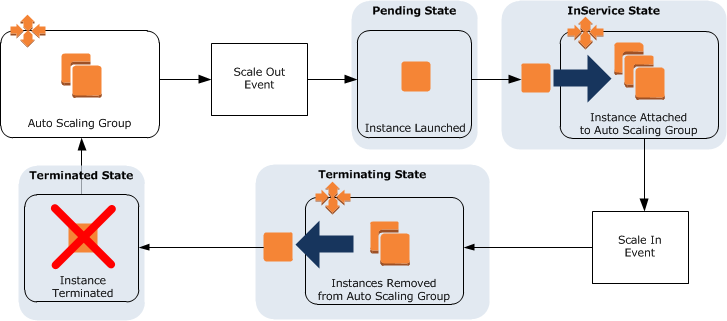 Pending State
InService State
Auto Scaling Group
Scale Out
Event
Instance Launched
Instance Attached
to Auto Scaling Group
Terminated State
Terminating State
Scale In
Event
Instance
Terminated
Instances Removed
from Auto Scaling Group